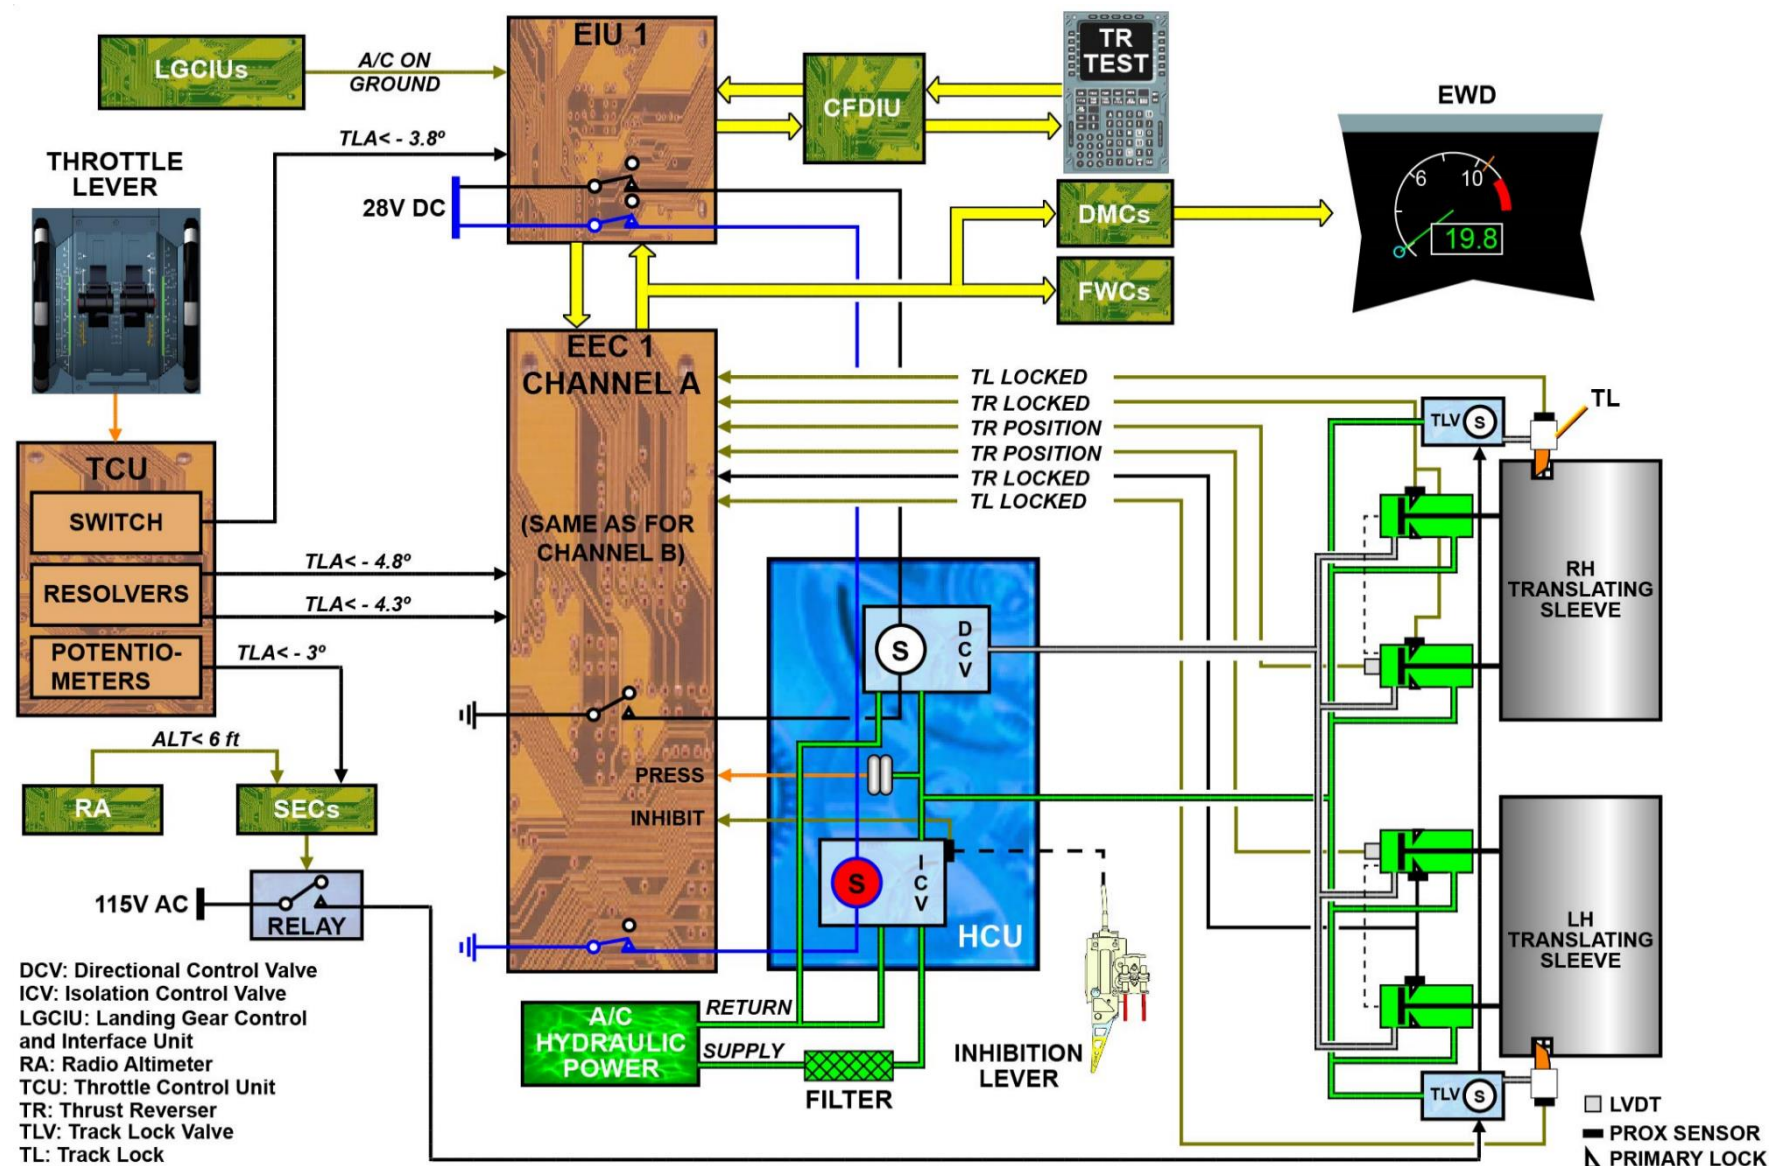 EIU 1
LGCIUs
A/C ON
GROUND
TR
TEST
CFDIU
EWD
TLA< - 3.8º
THROTTLE
LEVER
28V DC
DMCs
6
10
19.8
FWCs
EEC 1
CHANNEL A
TL LOCKED
TR LOCKED
TR POSITION
TR POSITION
TR LOCKED
TL LOCKED
TLV
S
TL
TCU
SWITCH
(SAME AS FOR
CHANNEL B)
TLA< - 4.8º
RESOLVERS
TLA< - 4.3º
RH
TRANSLATING
SLEEVE
POTENTIO-
METERS
TLA< - 3º
S
DCV
ALT< 6 ft
RA
SECs
PRESS
INHIBIT
S
ICV
HCU
115V AC
RELAY
LH
TRANSLATING
SLEEVE
A/C
HYDRAULIC
POWER
RETURN
SUPPLY
FILTER
INHIBITION
LEVER
TLV
S
DCV: Directional Control Valve
ICV: Isolation Control Valve
LGCIU: Landing Gear Control
and Interface Unit
RA: Radio Altimeter
TCU: Throttle Control Unit
TR: Thrust Reverser
TLV: Track Lock Valve
TL: Track Lock
LVDT
PROX SENSOR
PRIMARY LOCK